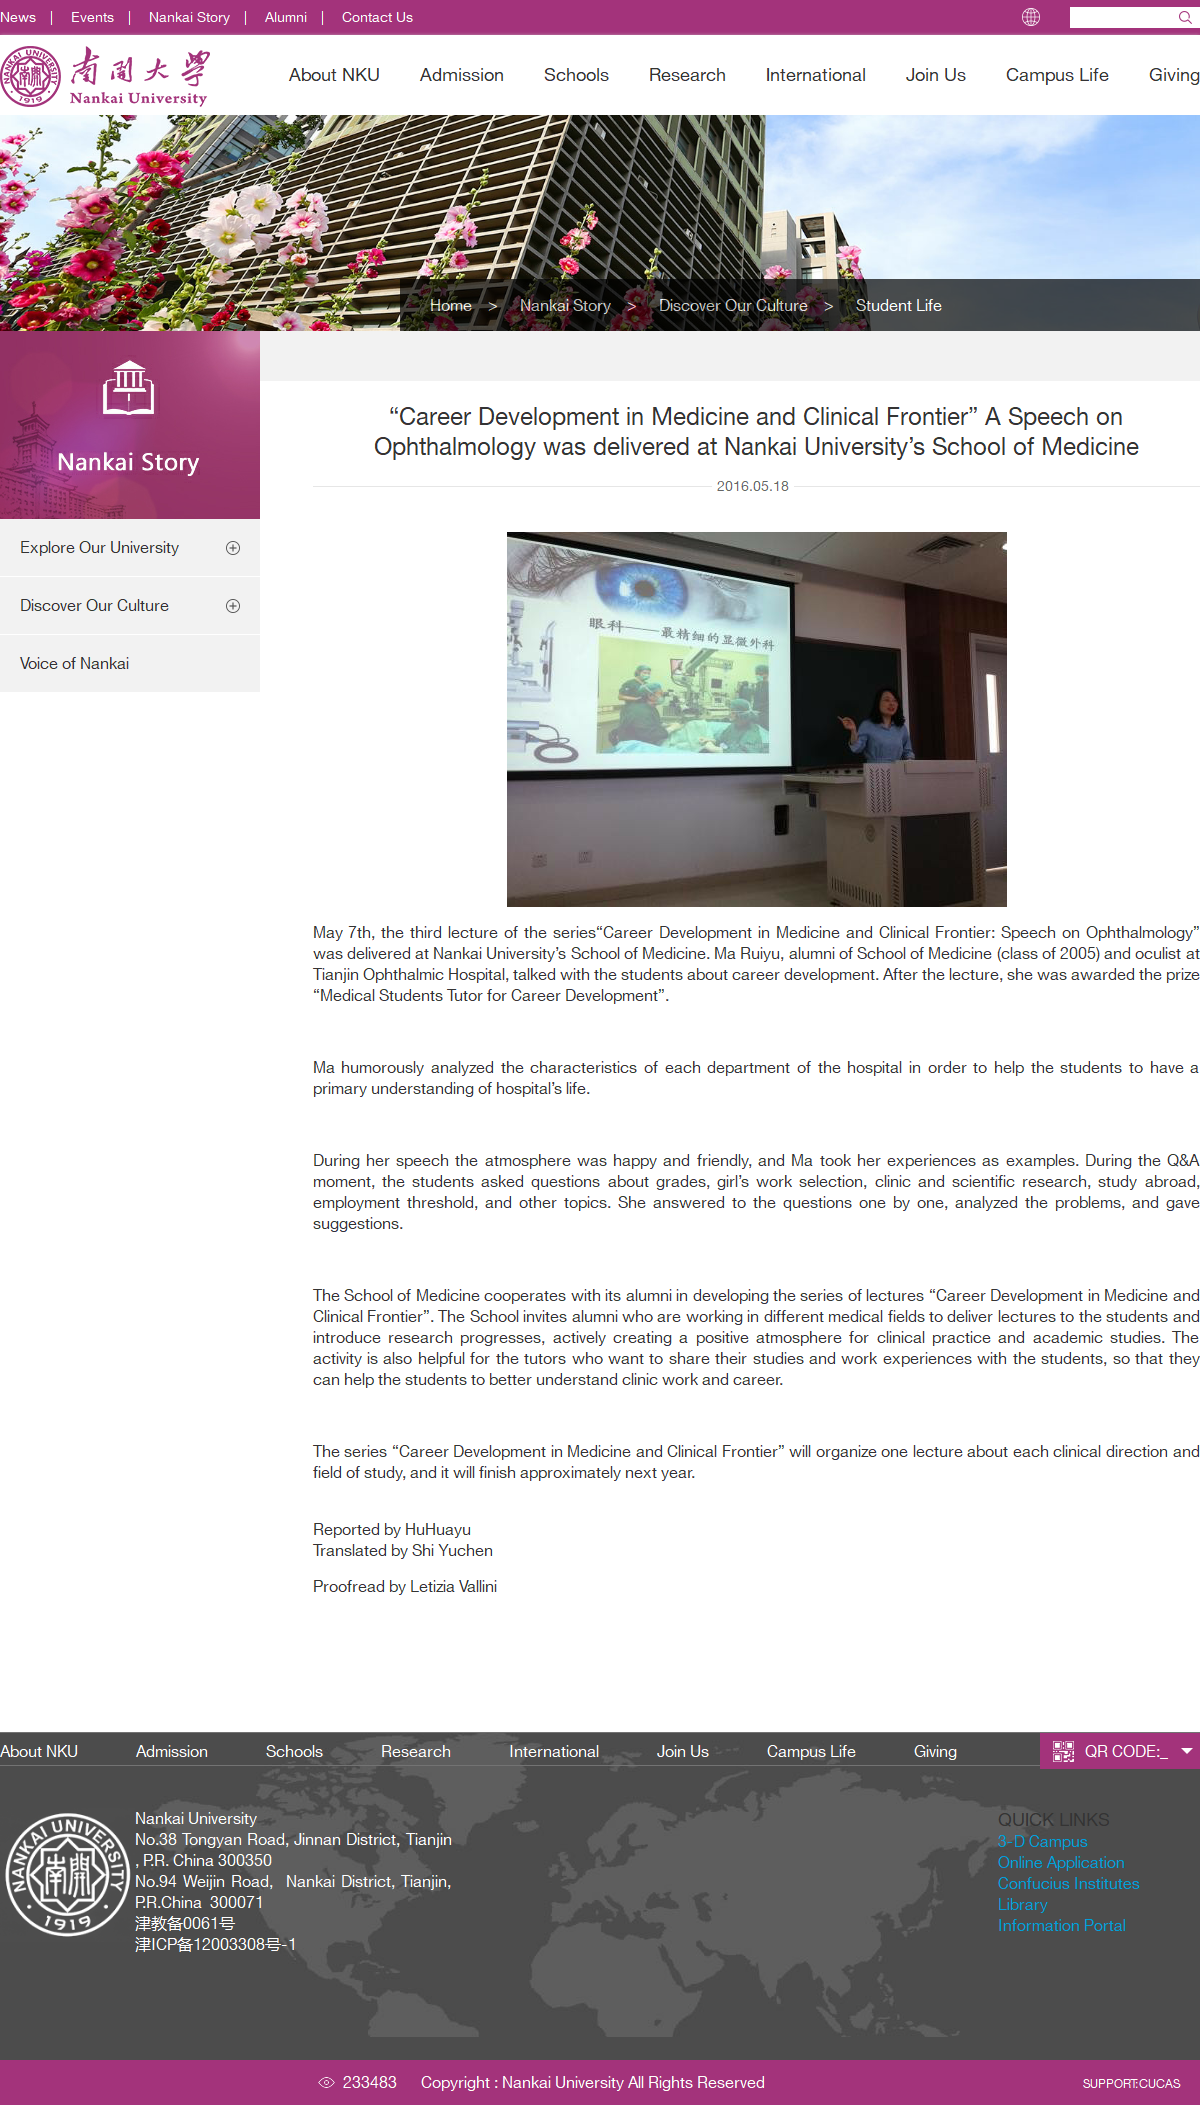 News | Events | Nankai Story | Alumni | Contact Us
NANKAI UNIVERSITY
南開
1919
南開大學
Nankai University
About NKU Admission Schools Research International Join Us Campus Life Giving
Home > Nankai Story > Discover Our Culture > Student Life
Nankai Story
Explore Our University
Discover Our Culture
Voice of Nankai
“Career Development in Medicine and Clinical Frontier” A Speech on
Ophthalmology was delivered at Nankai University’s School of Medicine
2016.05.18
眼科——最精细的显微外科
May 7th, the third lecture of the series“Career Development in Medicine and Clinical Frontier: Speech on Ophthalmology”
was delivered at Nankai University’s School of Medicine. Ma Ruiyu, alumni of School of Medicine (class of 2005) and oculist at
Tianjin Ophthalmic Hospital, talked with the students about career development. After the lecture, she was awarded the prize
“Medical Students Tutor for Career Development”.
Ma humorously analyzed the characteristics of each department of the hospital in order to help the students to have a
primary understanding of hospital’s life.
During her speech the atmosphere was happy and friendly, and Ma took her experiences as examples. During the Q&A
moment, the students asked questions about grades, girl’s work selection, clinic and scientific research, study abroad,
employment threshold, and other topics. She answered to the questions one by one, analyzed the problems, and gave
suggestions.
The School of Medicine cooperates with its alumni in developing the series of lectures “Career Development in Medicine and
Clinical Frontier”. The School invites alumni who are working in different medical fields to deliver lectures to the students and
introduce research progresses, actively creating a positive atmosphere for clinical practice and academic studies. The
activity is also helpful for the tutors who want to share their studies and work experiences with the students, so that they
can help the students to better understand clinic work and career.
The series “Career Development in Medicine and Clinical Frontier” will organize one lecture about each clinical direction and
field of study, and it will finish approximately next year.
Reported by HuHuayu
Translated by Shi Yuchen
Proofread by Letizia Vallini
About NKU Admission Schools Research International Join Us Campus Life Giving QR CODE:_
NANKAI UNIVERSITY
南開
1919
Nankai University
No.38 Tongyan Road, Jinnan District, Tianjin
, P.R. China 300350
No.94 Weijin Road, Nankai District, Tianjin,
P.R.China 300071
津教备0061号
津ICP备12003308号-1
QUICK LINKS
3-D Campus
Online Application
Confucius Institutes
Library
Information Portal
233483 Copyright : Nankai University All Rights Reserved
SUPPORT:CUCAS